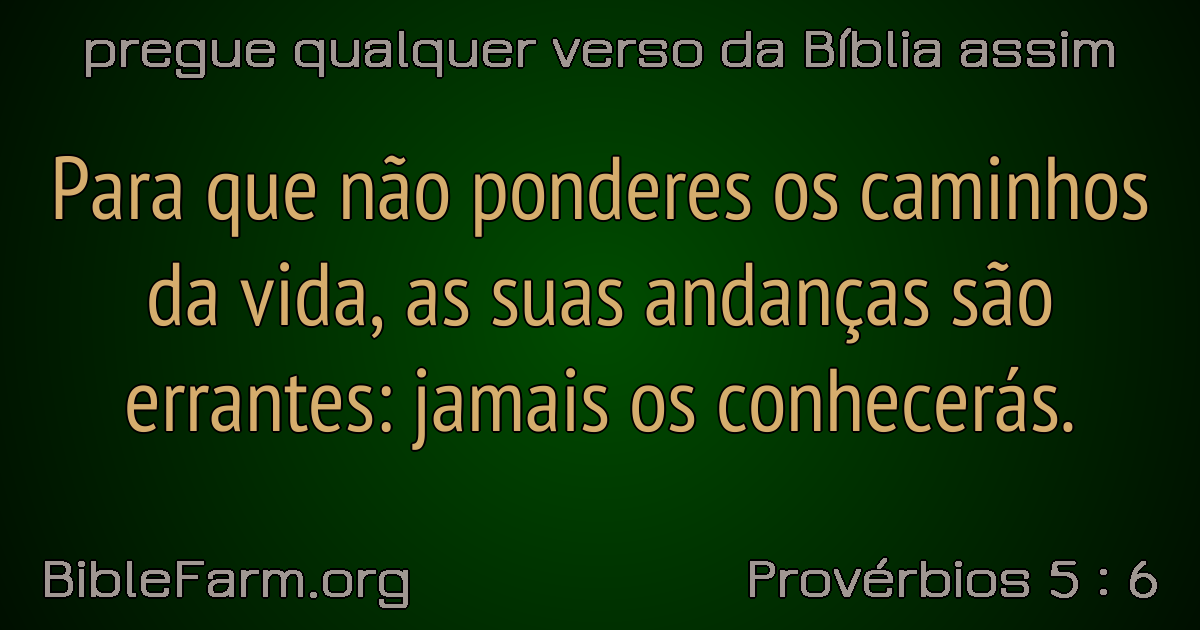 pregue qualquer verso da Bíblia assim
Para que não ponderes os caminhos
da vida, as suas andanças são
errantes: jamais os conhecerás.
BibleFarm.org
Provérbios 5 : 6